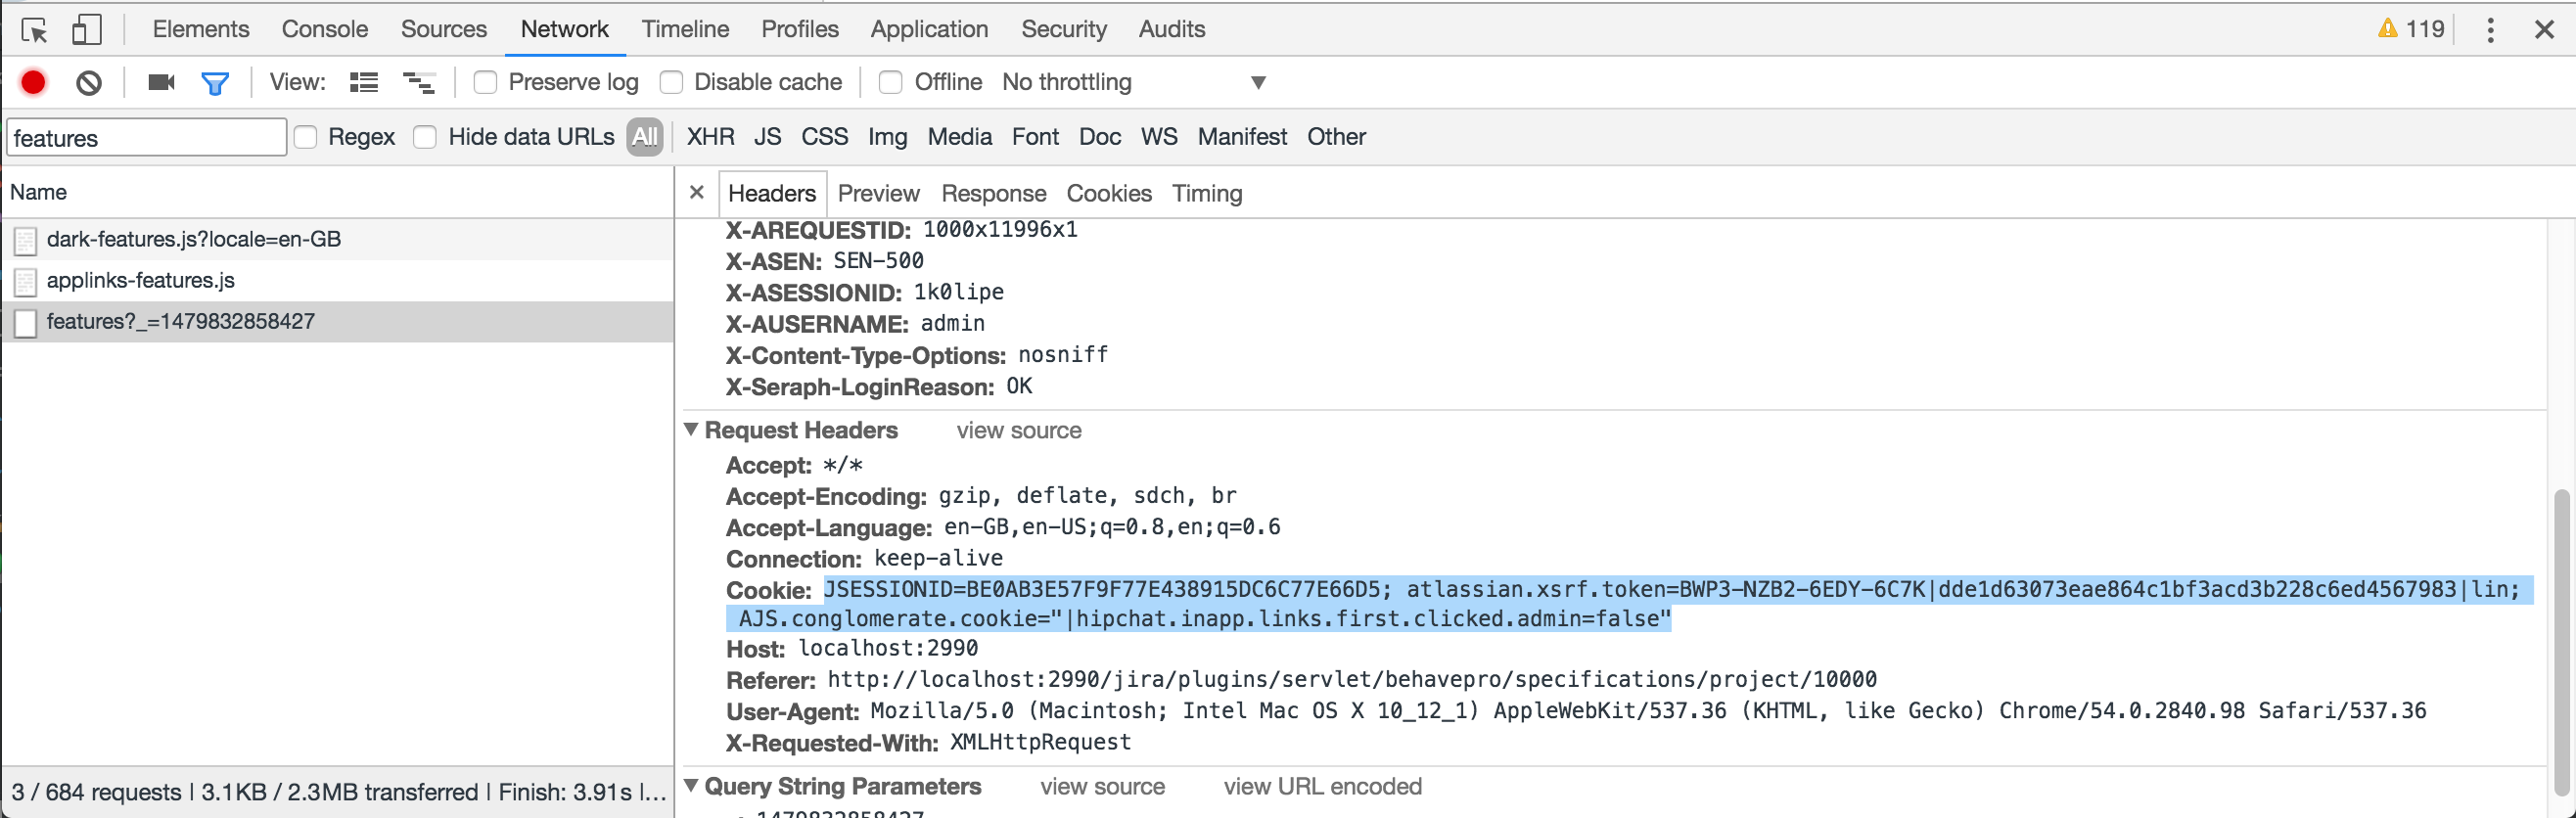 Elements Console Sources Network Timeline Profiles Application Security Audits 119
View: Preserve log Disable cache Offline No throttling
features Regex Hide data URLs All XHR JS CSS Img Media Font Doc WS Manifest Other
Name
dark-features.js?locale=en-GB
applinks-features.js
features?_=1479832858427
3 / 684 requests | 3.1KB / 2.3MB transferred | Finish: 3.91s |...
× Headers Preview Response Cookies Timing
X-AREQUESTID: 1000x11996x1
X-ASEN: SEN-500
X-ASESSIONID: 1k0lipe
X-AUSERNAME: admin
X-Content-Type-Options: nosniff
X-Seraph-LoginReason: OK
Request Headers view source
Accept: */*
Accept-Encoding: gzip, deflate, sdch, br
Accept-Language: en-GB,en-US;q=0.8,en;q=0.6
Connection: keep-alive
Cookie: JSESSIONID=BE0AB3E57F9F77E438915DC6C77E66D5; atlassian.xsrf.token=BWP3-NZB2-6EDY-6C7K|dde1d63073eae864c1bf3acd3b228c6ed4567983|lin;
AJS.conglomerate.cookie="|hipchat.inapp.links.first.clicked.admin=false"
Host: localhost:2990
Referer: http://localhost:2990/jira/plugins/servlet/behavepro/specifications/project/10000
User-Agent: Mozilla/5.0 (Macintosh; Intel Mac OS X 10_12_1) AppleWebKit/537.36 (KHTML, like Gecko) Chrome/54.0.2840.98 Safari/537.36
X-Requested-With: XMLHttpRequest
Query String Parameters view source view URL encoded
1479832858427